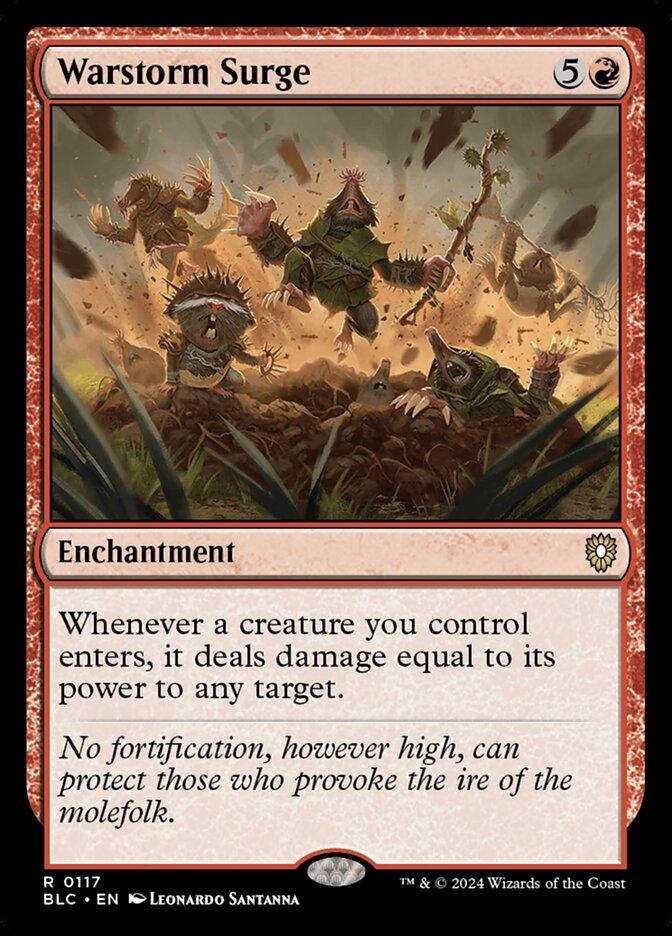 Warstorm Surge 5
Enchantment
Whenever a creature you control
enters, it deals damage equal to its
power to any target.
No fortification, however high, can
protect those who provoke the ire of the
molefolk.
R 0117
™ & © 2024 Wizards of the Coast
BLC • EN Leonardo Santanna